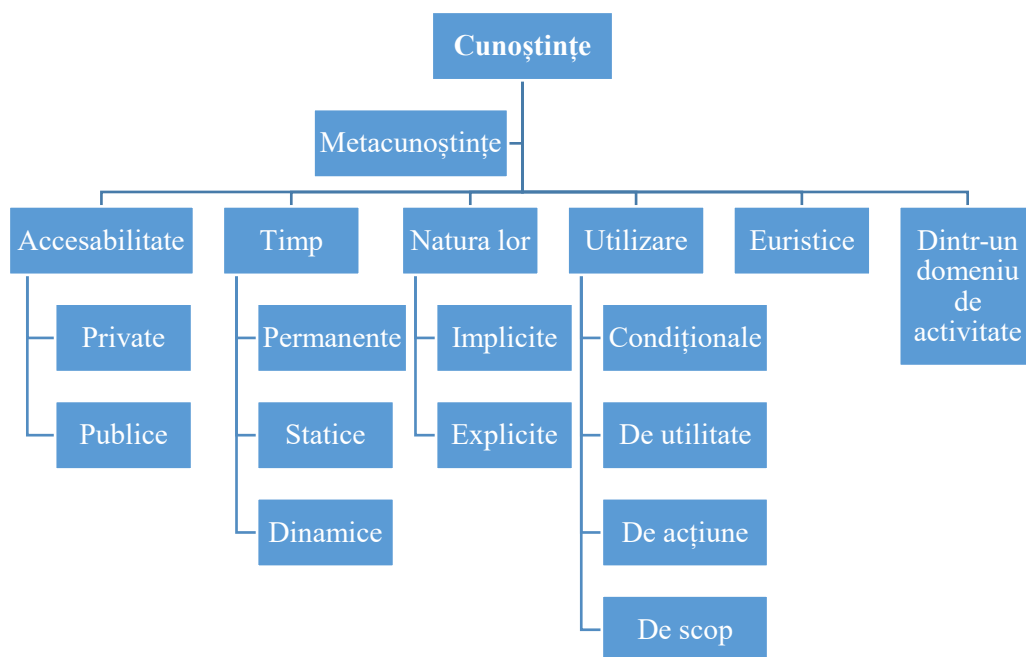 Cunoștințe
Metacunoștințe
Accesabilitate
Timp
Natura lor
Utilizare
Euristice
Dintr-un
domeniu
de
activitate
Private
Publice
Permanente
Statice
Dinamice
Implicite
Explicite
Condiționale
De utilitate
De acțiune
De scop